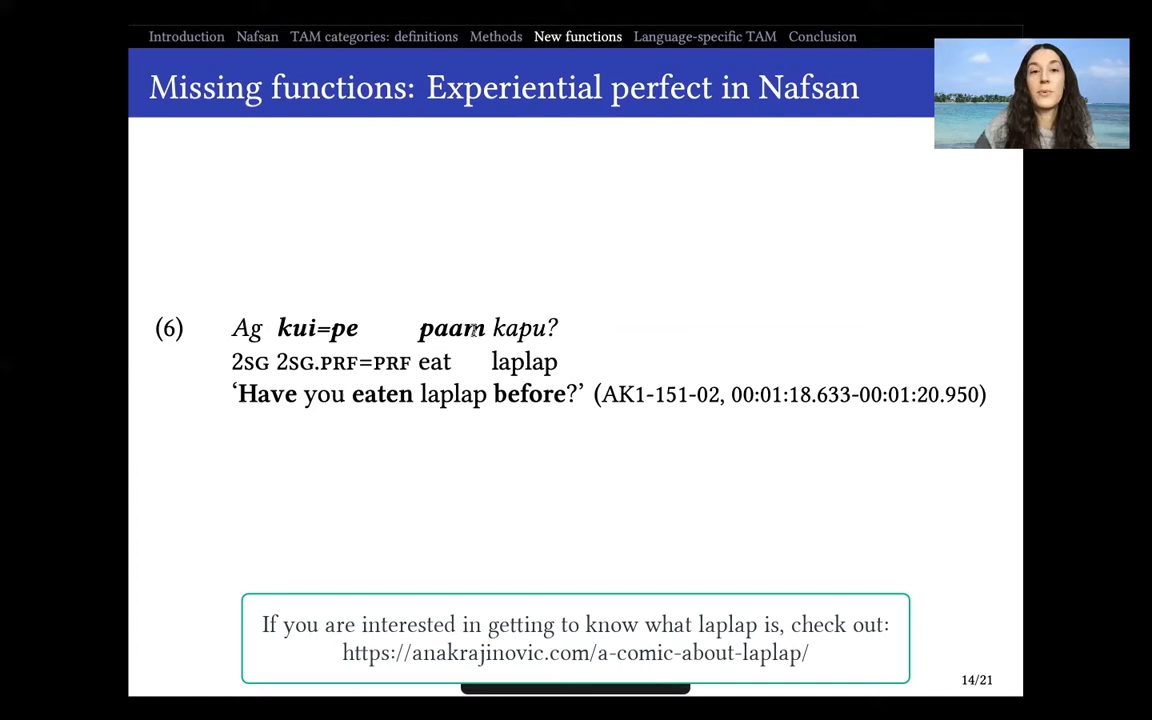 Introduction Nafsan TAM categories: definitions Methods New functions Language-specific TAM Conclusion
Missing functions: Experiential perfect in Nafsan
(6) Ag kui=pe paam kapu?
2SG 2SG.PRF=PRF eat laplap
‘Have you eaten laplap before?’ (AK1-151-02, 00:01:18.633-00:01:20.950)
If you are interested in getting to know what laplap is, check out:
https://anakrajinovic.com/a-comic-about-laplap/
14/21